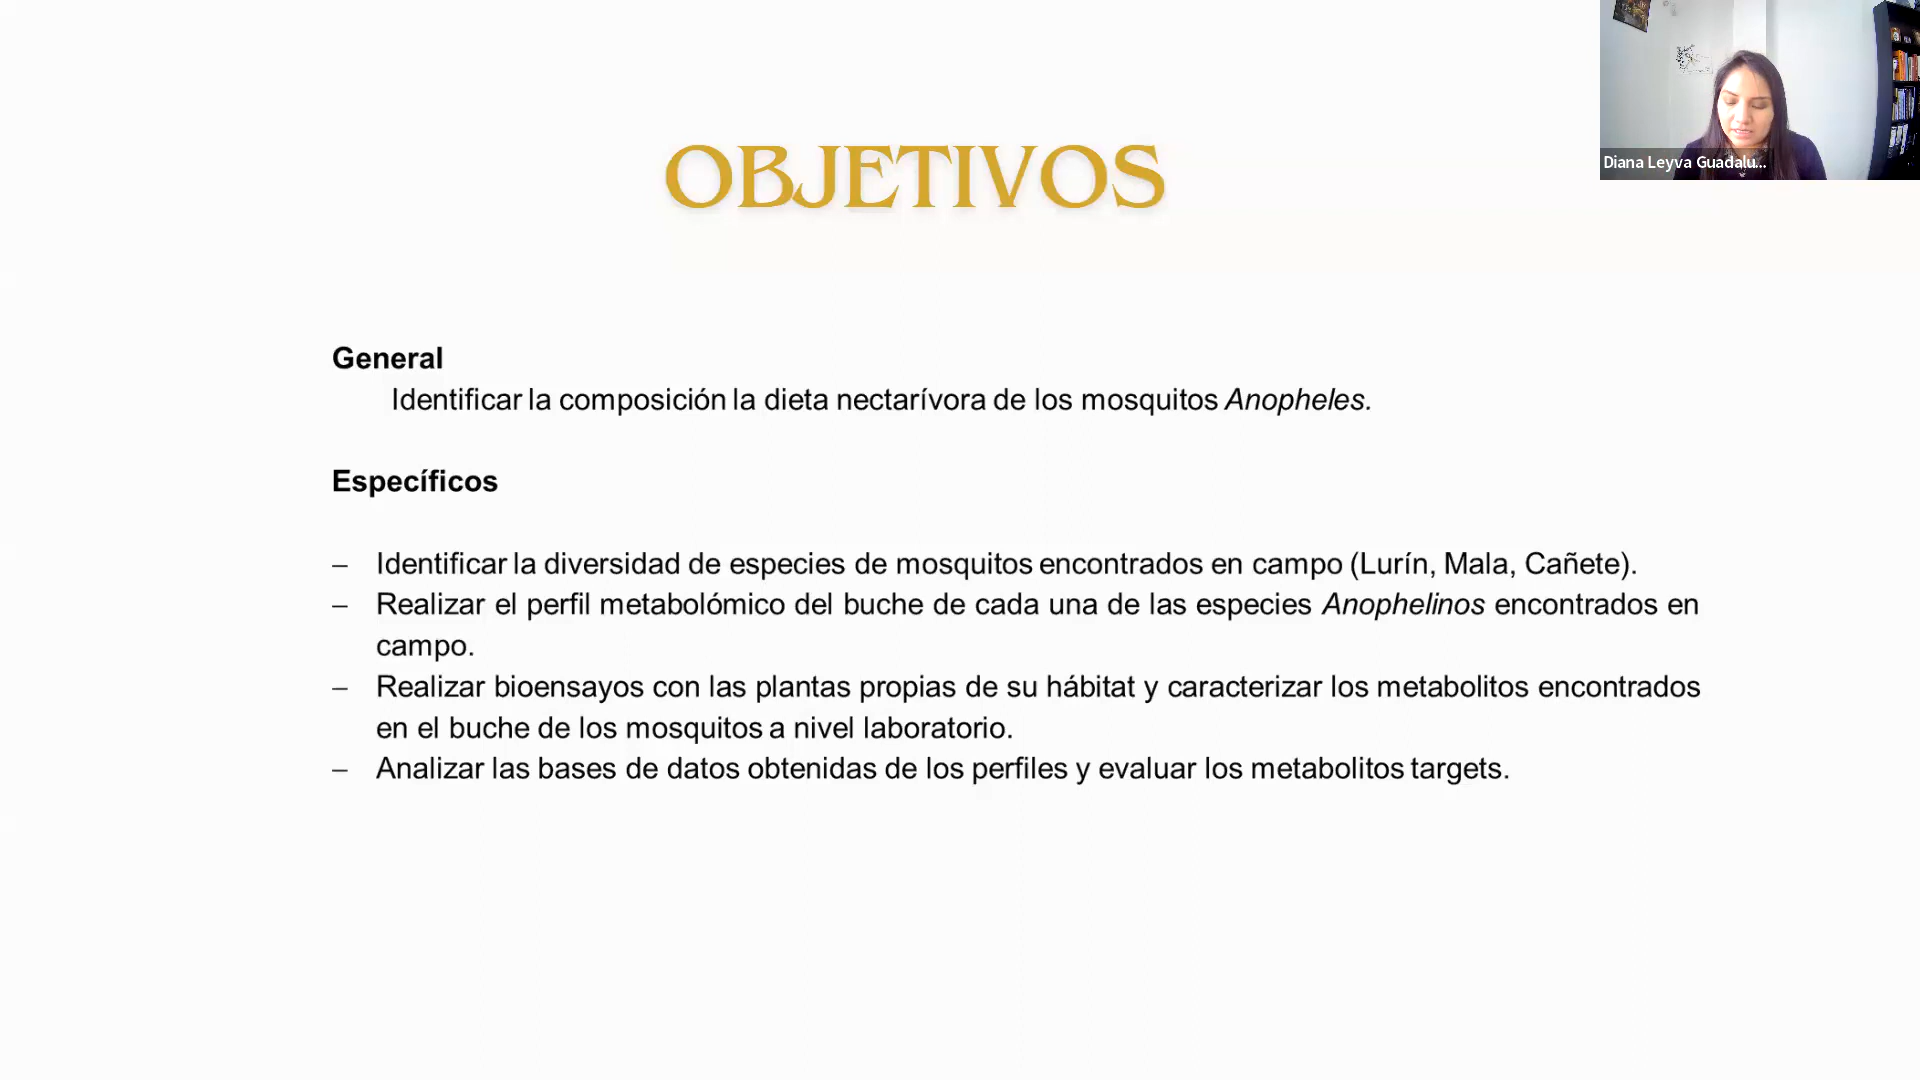 Diana Leyva Guadalu...
OBJETIVOS
General
Identificar la composición la dieta nectarívora de los mosquitos Anopheles.
Específicos
– Identificar la diversidad de especies de mosquitos encontrados en campo (Lurín, Mala, Cañete).
– Realizar el perfil metabolómico del buche de cada una de las especies Anophelinos encontrados en
campo.
– Realizar bioensayos con las plantas propias de su hábitat y caracterizar los metabolitos encontrados
en el buche de los mosquitos a nivel laboratorio.
– Analizar las bases de datos obtenidas de los perfiles y evaluar los metabolitos targets.